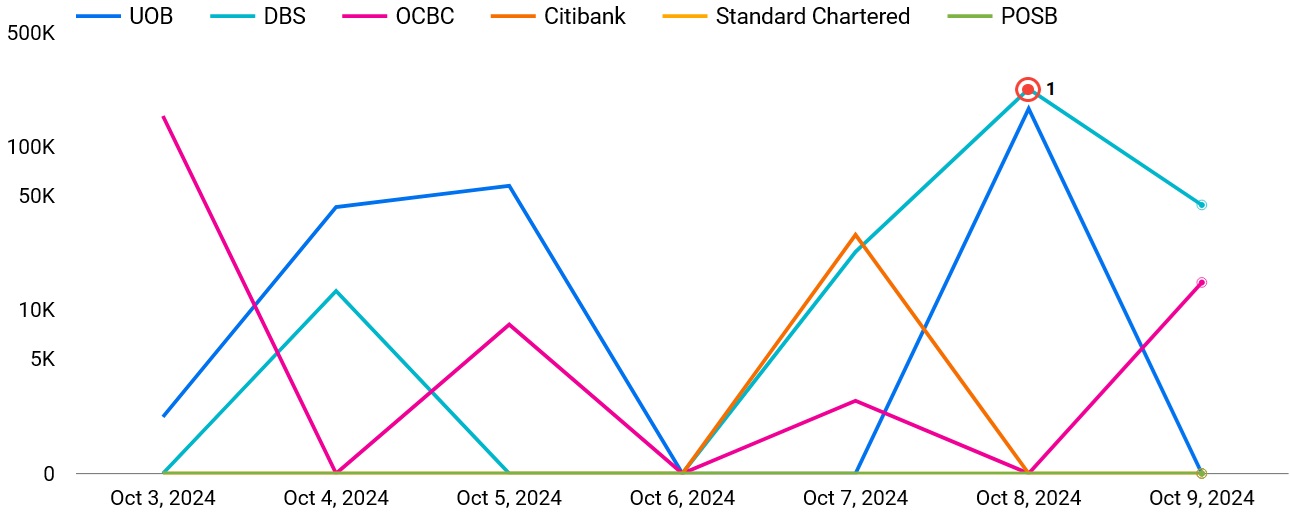 UOB DBS OCBC Citibank Standard Chartered POSB
500K
1
100K
50K
10K
5K
0
Oct 3, 2024 Oct 4, 2024 Oct 5, 2024 Oct 6, 2024 Oct 7, 2024 Oct 8, 2024 Oct 9, 2024